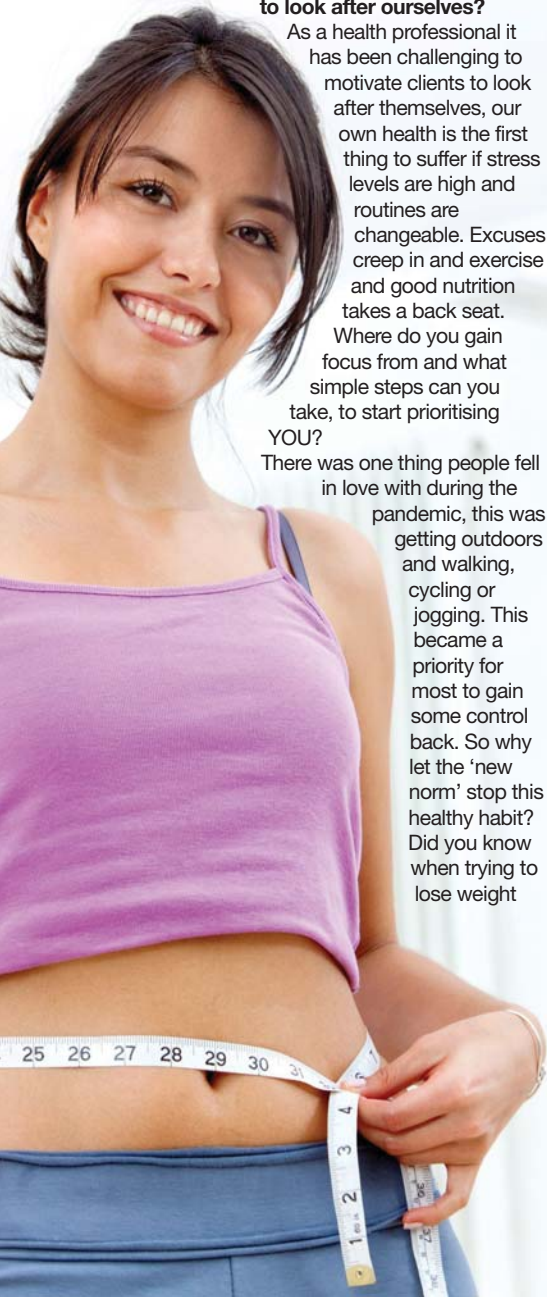 to look after ourselves?
As a health professional it
has been challenging to
motivate clients to look
after themselves, our
own health is the first
thing to suffer if stress
levels are high and
routines are
changeable. Excuses
creep in and exercise
and good nutrition
takes a back seat.
Where do you gain
focus from and what
simple steps can you
take, to start prioritising
YOU?
There was one thing people fell
in love with during the
pandemic, this was
getting outdoors
and walking,
cycling or
jogging. This
became a
priority for
most to gain
some control
back. So why
let the ‘new
norm’ stop this
healthy habit?
Did you know
when trying to
lose weight
25 26 27 28 29 30 31
4
3
2
1